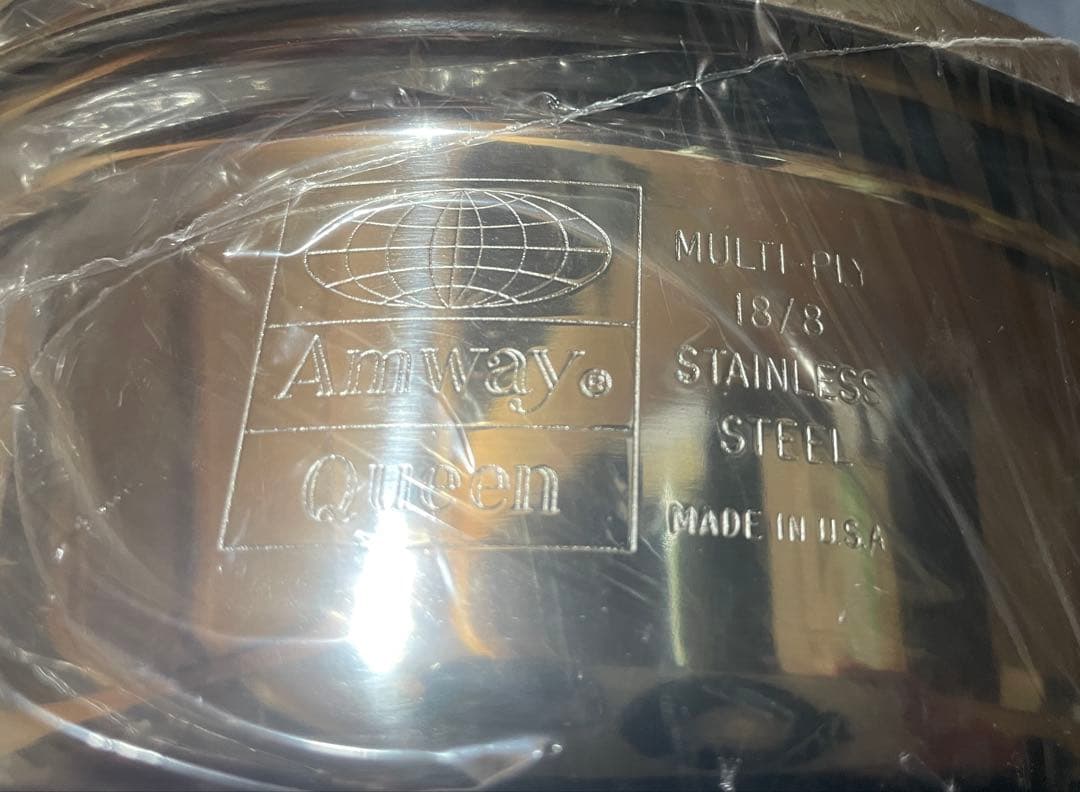 Amway®
Queen
MULTI-PLY
18/8
STAINLESS
STEEL
MADE IN U.S.A